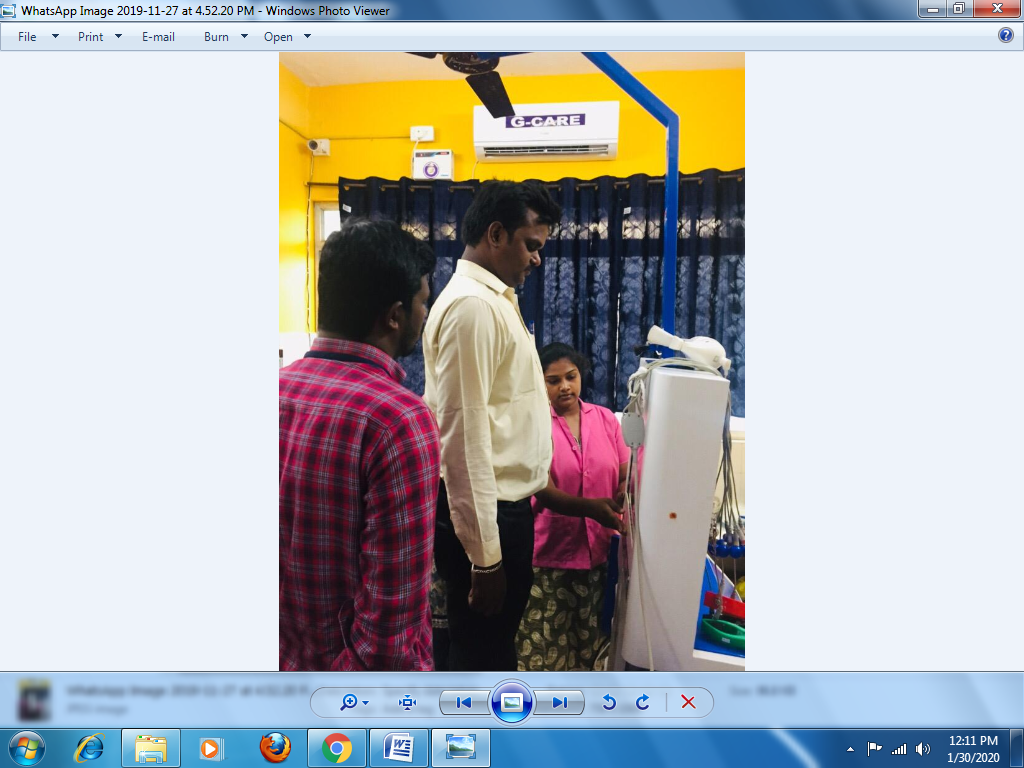 WhatsApp Image 2019-11-27 at 4.52.20 PM - Windows Photo Viewer
File Print E-mail Burn Open
G-CARE
12:11 PM
1/30/2020